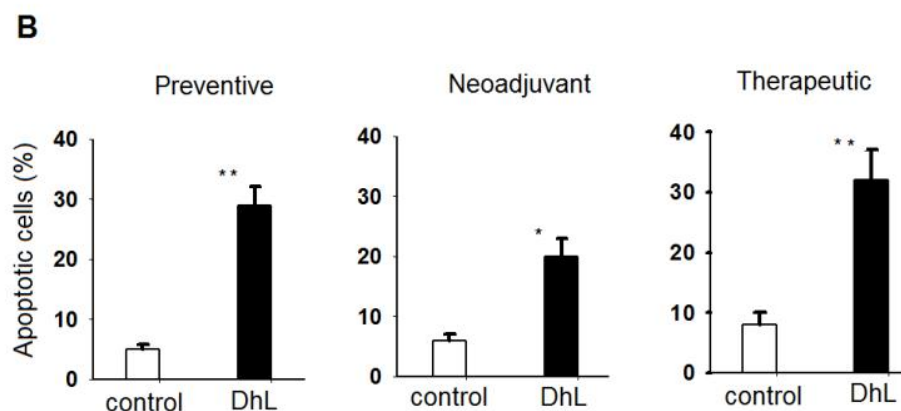 B
Preventive
Neoadjuvant
Therapeutic
Apoptotic cells (%)
40
30
20
10
0
**
control
DhL
40
30
20
10
0
*
control
DhL
40
30
20
10
0
**
control
DhL